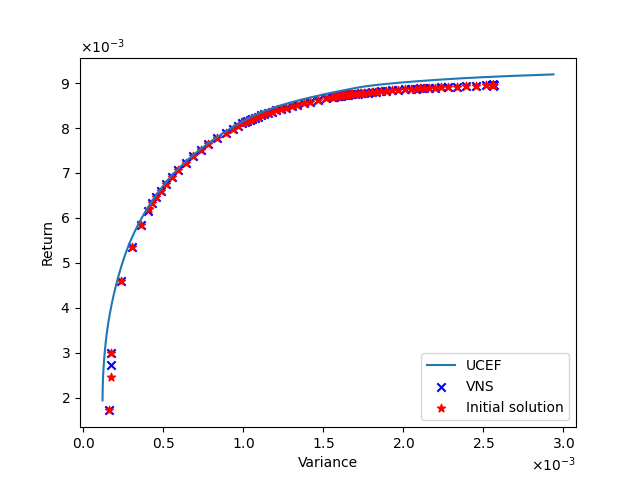 ×10⁻³
9
8
7
6
5
4
3
2
Return
0.0 0.5 1.0 1.5 2.0 2.5 3.0
Variance
×10⁻³
UCEF
VNS
Initial solution